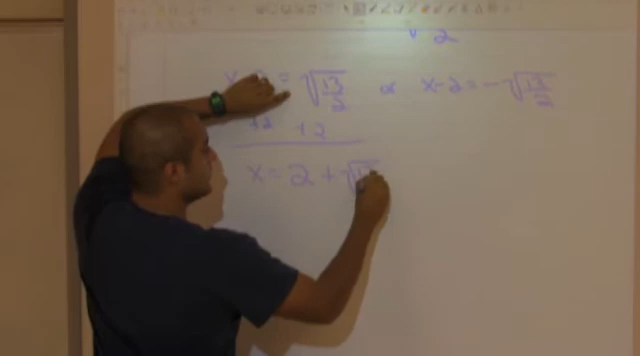 2
x-2 = √13/2 or x-2 = -√13/2
+2 +2
x = 2 + √